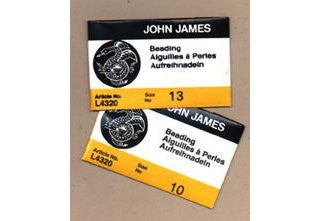 JOHN JAMES
Beading
Aiguilles à Perles
Aufreihnadeln
Article No.
L4320
Size
No
13
JOHN JAMES
Beading
Aiguilles à Perles
Aufreihnadeln
Article No.
L4320
Size
No
10